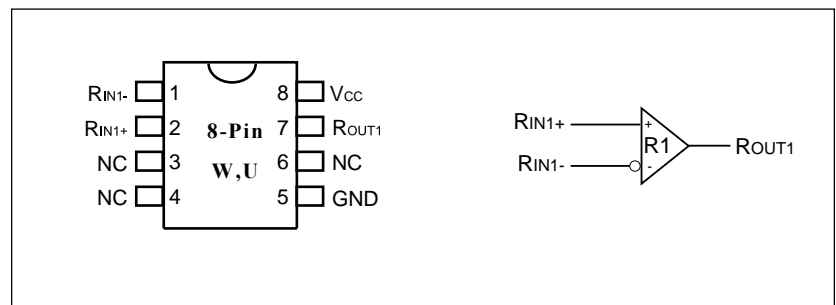 RIN1- 1 8 VCC
RIN1+ 2 8-Pin 7 ROUT1
NC 3 W,U 6 NC
NC 4 5 GND
RIN1+ + R1 ROUT1
RIN1- -